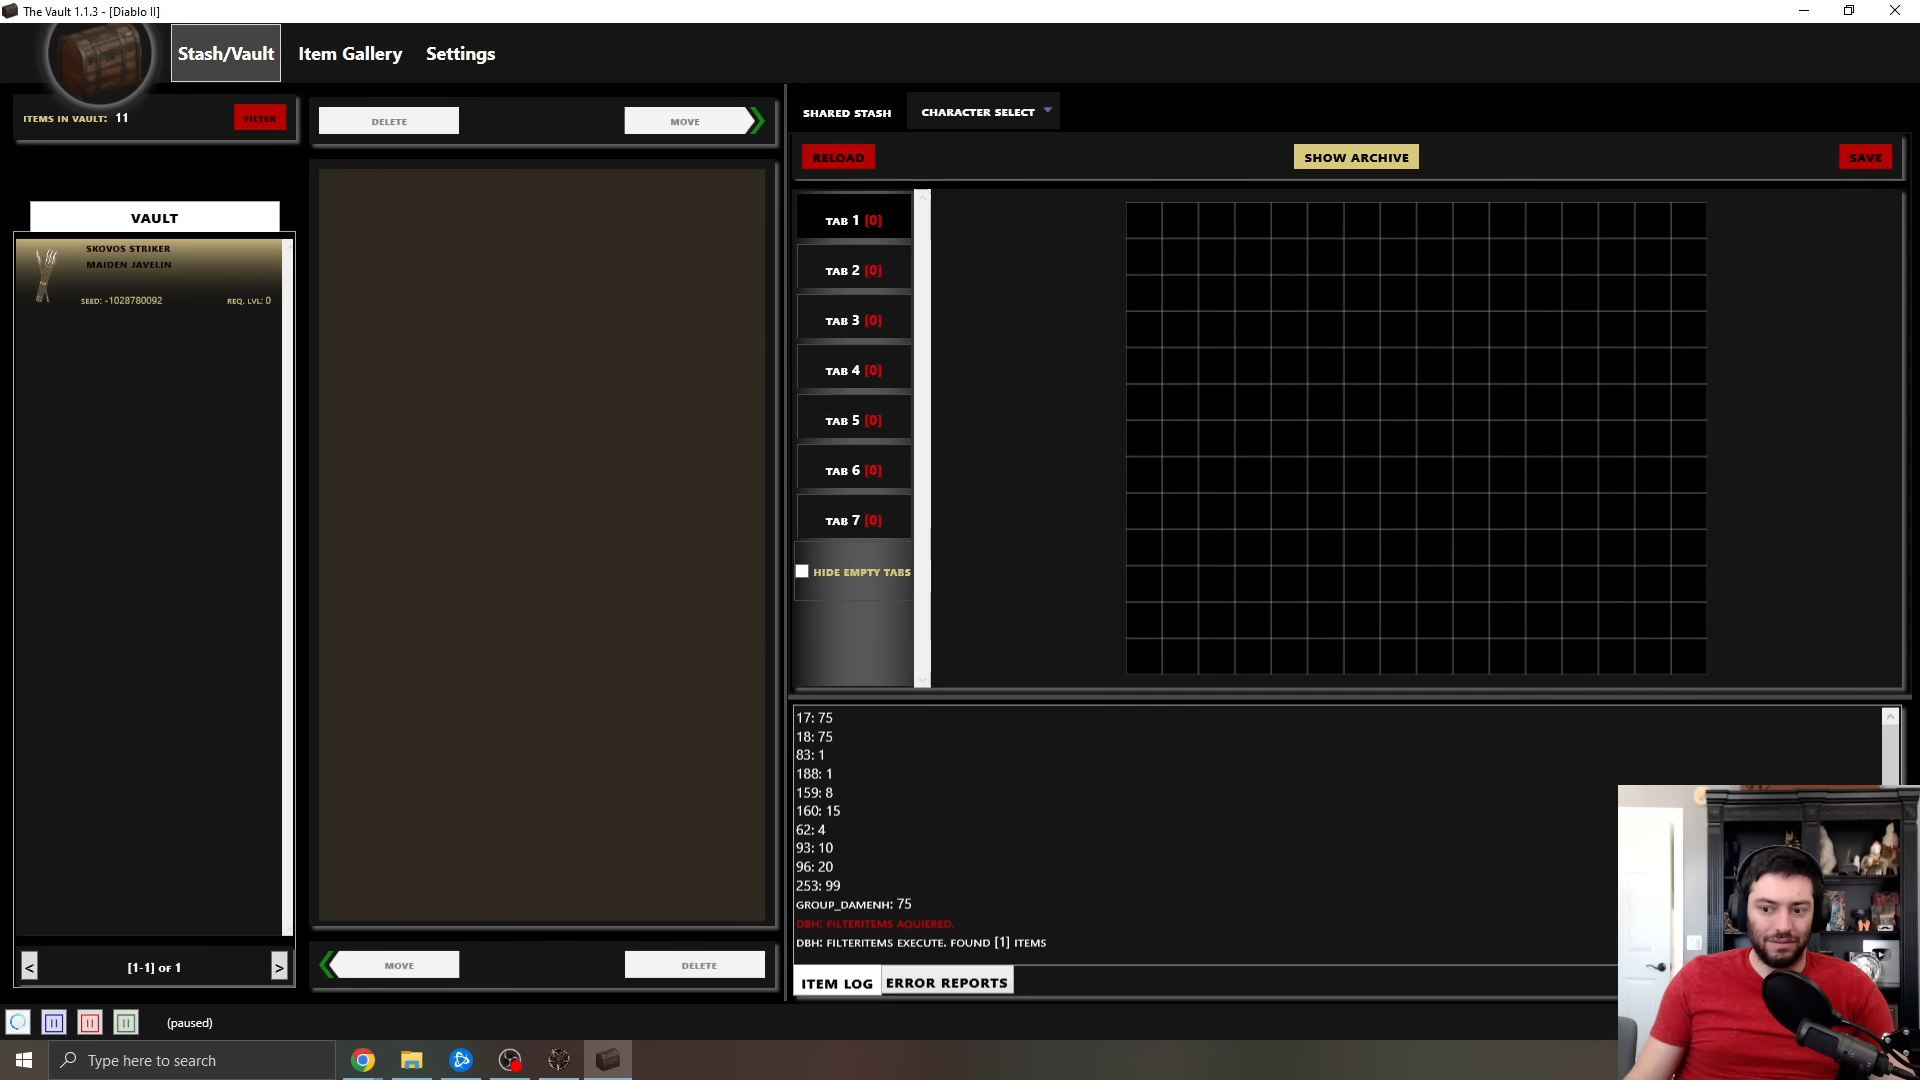 The Vault 1.1.3 - [Diablo II]
Stash/Vault
Item Gallery
Settings
ITEMS IN VAULT: 11
FILTER
DELETE
MOVE
SHARED STASH
CHARACTER SELECT
RELOAD
SHOW ARCHIVE
SAVE
VAULT
SKOVOS STRIKER
MAIDEN JAVELIN
SEED: -1028780092
REQ. LVL: 0
TAB 1 [0]
TAB 2 [0]
TAB 3 [0]
TAB 4 [0]
TAB 5 [0]
TAB 6 [0]
TAB 7 [0]
HIDE EMPTY TABS
17: 75
18: 75
83: 1
188: 1
159: 8
160: 15
62: 4
93: 10
96: 20
253: 99
GROUP_DAMENH: 75
DBH: FILTERITEMS AQUIERED.
DBH: FILTERITEMS EXECUTE. FOUND [1] ITEMS
<
[1-1] OF 1
>
MOVE
DELETE
ITEM LOG
ERROR REPORTS
(paused)
Type here to search